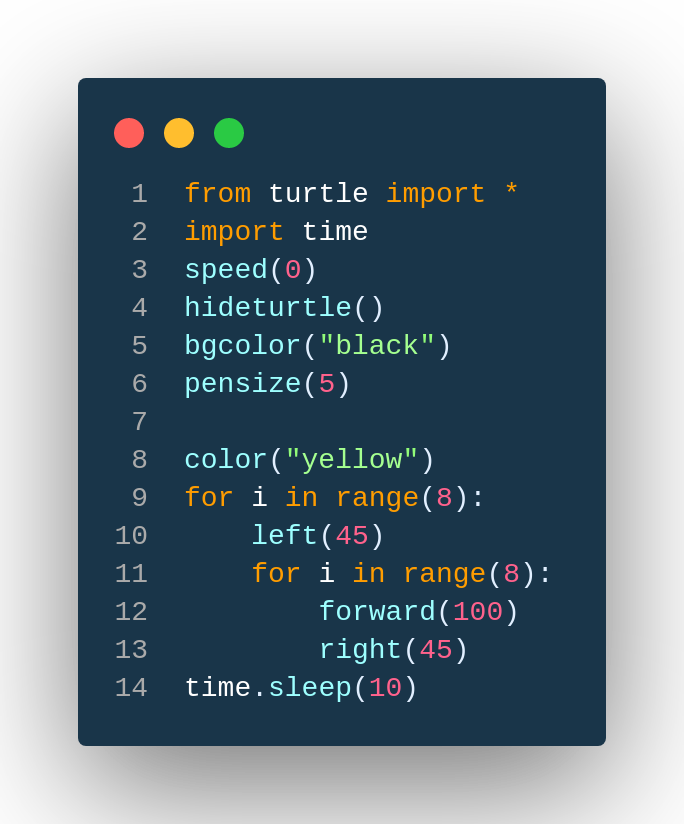 1 from turtle import *
2 import time
3 speed(0)
4 hideturtle()
5 bgcolor("black")
6 pensize(5)
7
8 color("yellow")
9 for i in range(8):
10     left(45)
11     for i in range(8):
12         forward(100)
13         right(45)
14 time.sleep(10)